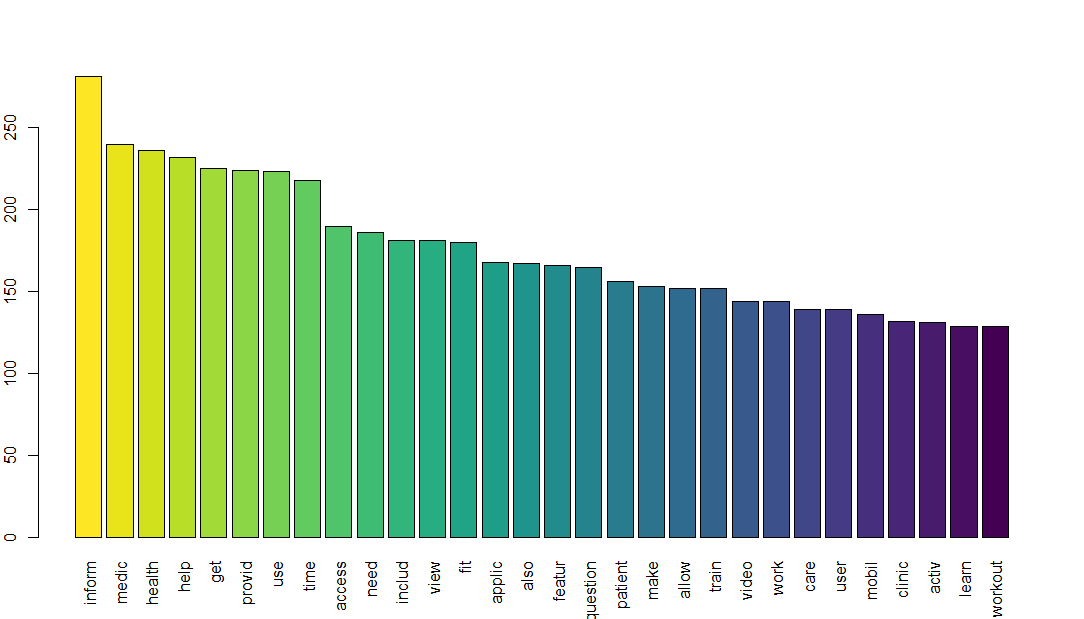 250
200
150
100
50
0
inform
medic
health
help
get
provid
use
time
access
need
includ
view
fit
applic
also
featur
question
patient
make
allow
train
video
work
care
user
mobil
clinic
activ
learn
workout